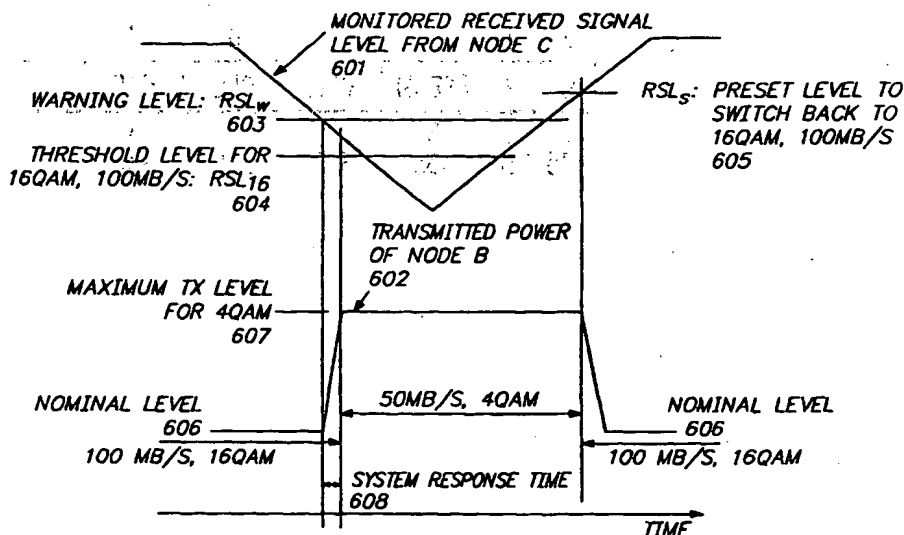 MONITORED RECEIVED SIGNAL
LEVEL FROM NODE C
601
WARNING LEVEL: RSLw
603
RSLs: PRESET LEVEL TO
SWITCH BACK TO
16QAM, 100MB/S
605
THRESHOLD LEVEL FOR
16QAM, 100MB/S: RSL16
604
TRANSMITTED POWER
OF NODE B
602
MAXIMUM TX LEVEL
FOR 4QAM
607
50MB/S, 4QAM
NOMINAL LEVEL
606
NOMINAL LEVEL
606
100 MB/S, 16QAM
100 MB/S, 16QAM
SYSTEM RESPONSE TIME
608
TIME